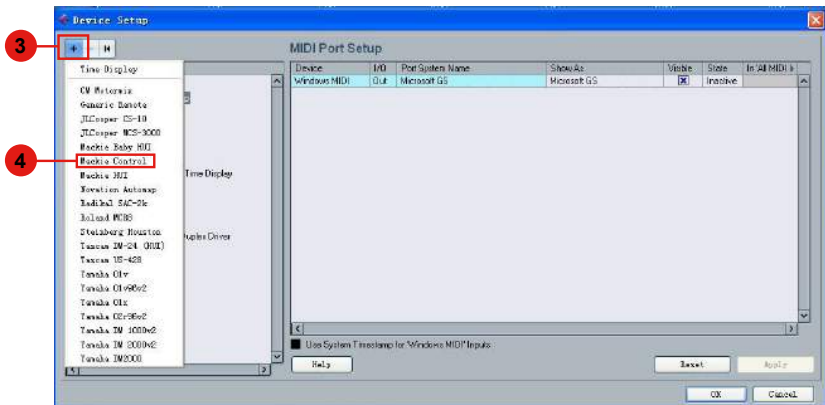 Device Setup
3
+ - |◄ MIDI Port Setup
Time Display
Device I/O Port System Name Show As Visible State In 'All MIDI I
Windows MIDI Out Microsoft GS Microsoft GS X Inactive
CM Motormix
Generic Remote
JLCooper CS-10
JLCooper MCS-3000
Mackie Baby HUI
4
Mackie Control
Mackie HUI Time Display
Novation Automap
Radikal SAC-2k
Roland MCR8
Steinberg Houston uplex Driver
Tascam DM-24 (HUI)
Tascam US-428
Yamaha 01v
Yamaha 01v96v2
Yamaha 01x
Yamaha 02r96v2
Yamaha DM 1000v2
Yamaha DM 2000v2
Yamaha DM2000
Use System Timestamp for 'Windows MIDI' Inputs
Help Reset Apply
OK Cancel